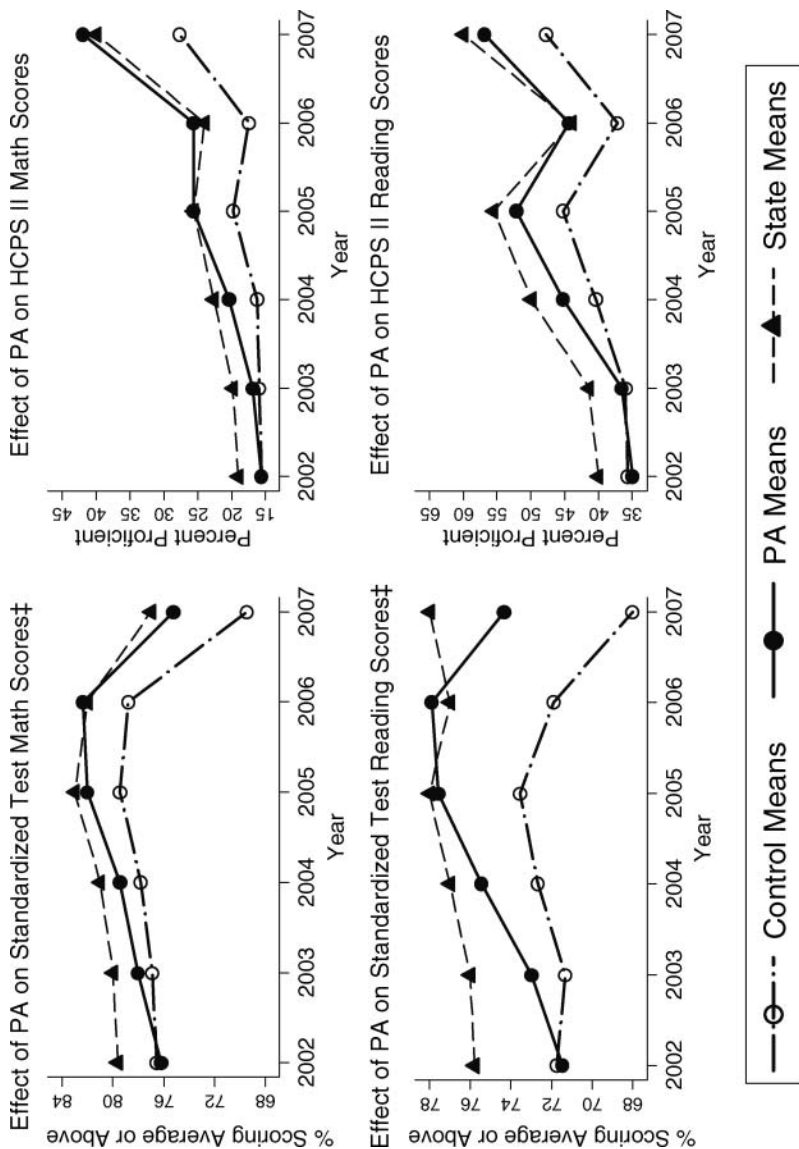 Effect of PA on Standardized Test Math Scores‡
% Scoring Average or Above
84
80
76
72
68
2002 2003 2004 2005 2006 2007
Year
Effect of PA on HCPS II Math Scores
Percent Proficient
45
40
35
30
25
20
15
2002 2003 2004 2005 2006 2007
Year
Effect of PA on Standardized Test Reading Scores‡
% Scoring Average or Above
78
76
74
72
70
68
2002 2003 2004 2005 2006 2007
Year
Effect of PA on HCPS II Reading Scores
Percent Proficient
65
60
55
50
45
40
35
2002 2003 2004 2005 2006 2007
Year
Control Means PA Means State Means